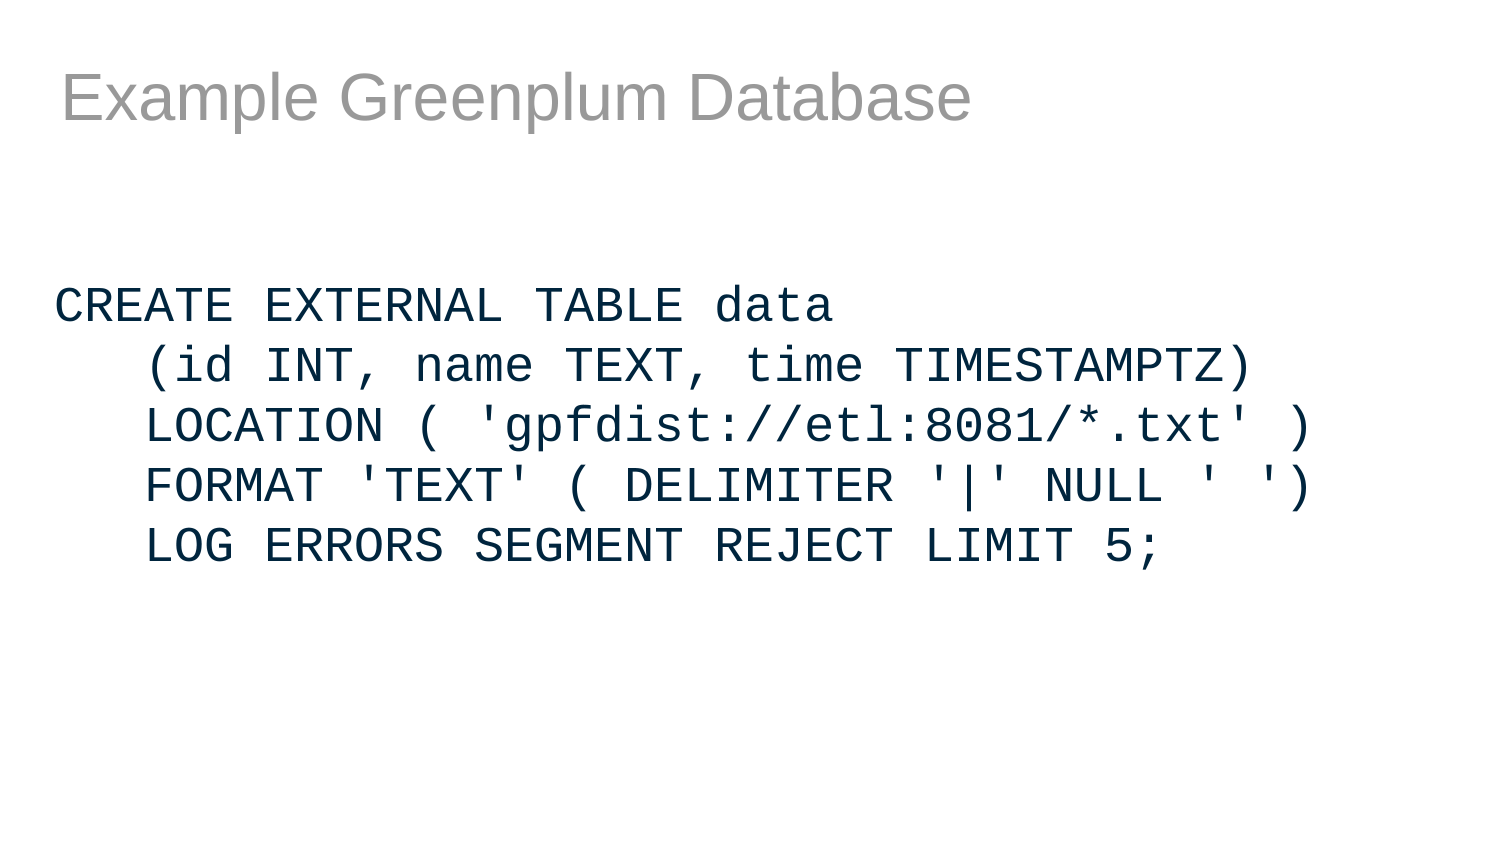 Example Greenplum Database
CREATE EXTERNAL TABLE data
(id INT, name TEXT, time TIMESTAMPTZ)
LOCATION ( 'gpfdist://etl:8081/*.txt' )
FORMAT 'TEXT' ( DELIMITER '|' NULL ' ')
LOG ERRORS SEGMENT REJECT LIMIT 5;